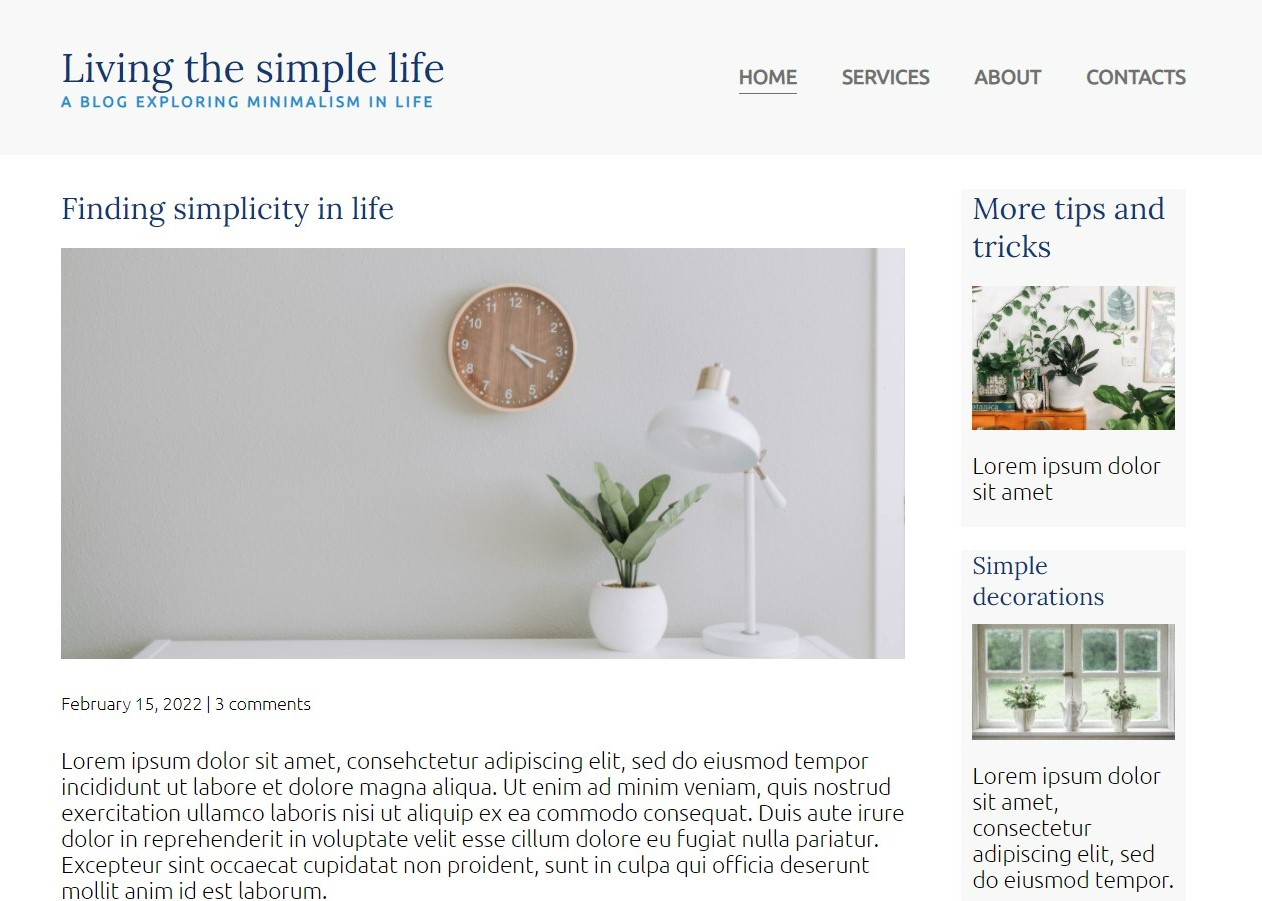 Living the simple life
A BLOG EXPLORING MINIMALISM IN LIFE
HOME SERVICES ABOUT CONTACTS
Finding simplicity in life
12
1
2
3
4
5
6
7
8
9
10
11
February 15, 2022 | 3 comments
Lorem ipsum dolor sit amet, consehctetur adipiscing elit, sed do eiusmod tempor
incididunt ut labore et dolore magna aliqua. Ut enim ad minim veniam, quis nostrud
exercitation ullamco laboris nisi ut aliquip ex ea commodo consequat. Duis aute irure
dolor in reprehenderit in voluptate velit esse cillum dolore eu fugiat nulla pariatur.
Excepteur sint occaecat cupidatat non proident, sunt in culpa qui officia deserunt
mollit anim id est laborum.
More tips and
tricks
Lorem ipsum dolor
sit amet
Simple
decorations
Lorem ipsum dolor
sit amet,
consectetur
adipiscing elit, sed
do eiusmod tempor.